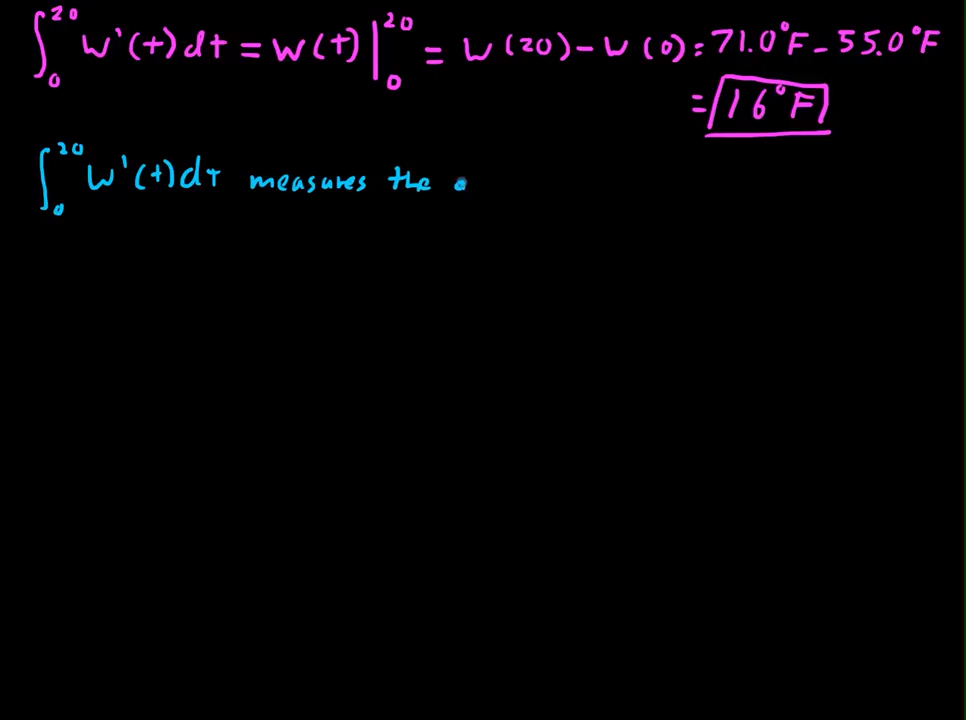 ∫₀²⁰ W'(t)dt = W(t)|₀²⁰ = W(20) - W(0) = 71.0°F - 55.0°F
= 16°F
∫₀²⁰ W'(t)dt measures the